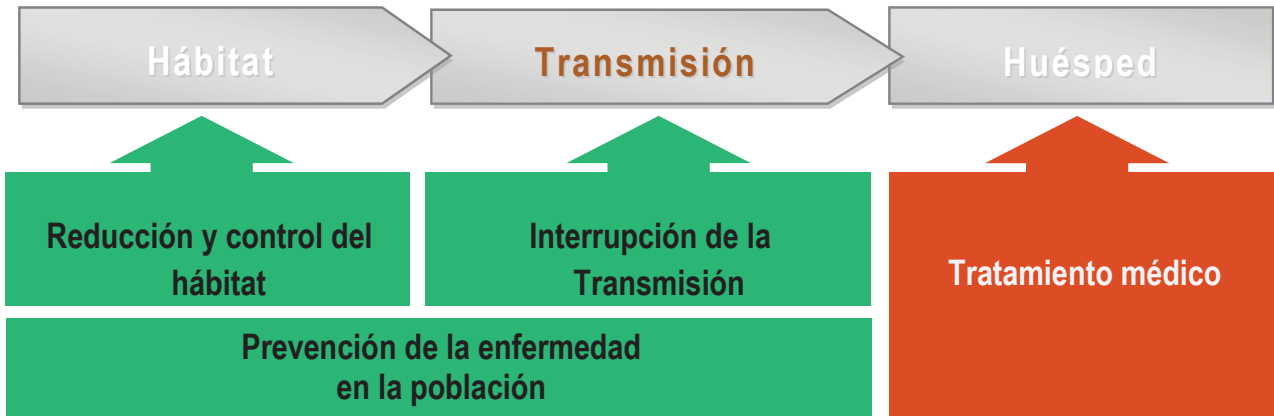 Hábitat
Transmisión
Huésped
Reducción y control del
hábitat
Interrupción de la
Transmisión
Tratamiento médico
Prevención de la enfermedad
en la población